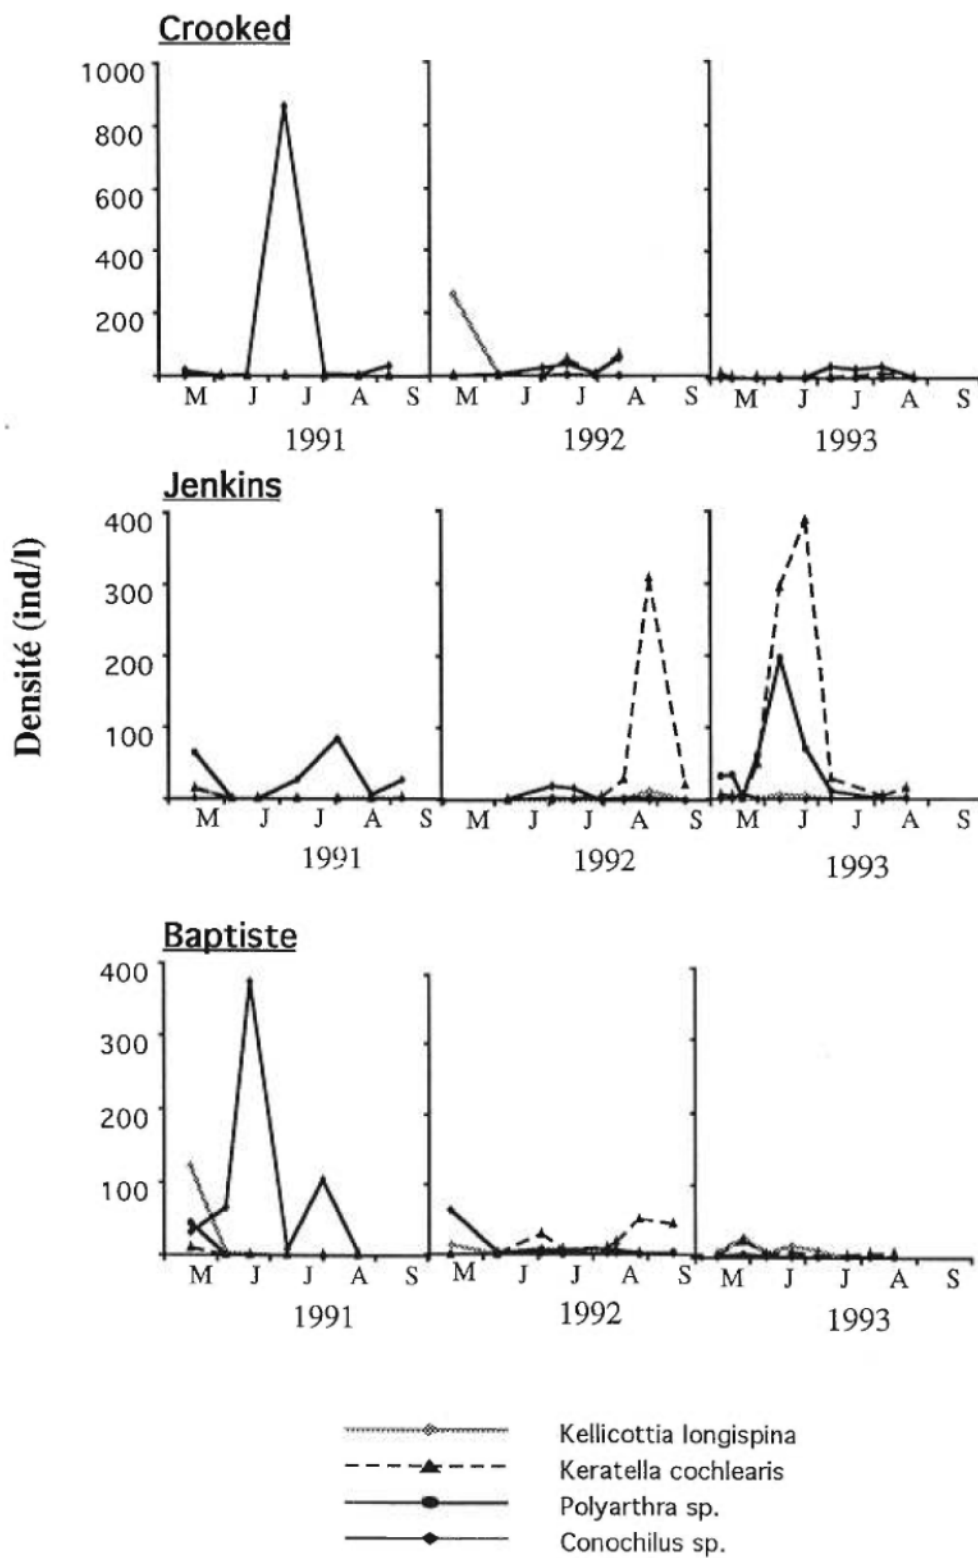 Crooked
1000
800
600
400
200
M J J A S M J J A S M J J A S
1991 1992 1993
Jenkins
400
300
200
100
M J J A S M J J A S M J J A S
1991 1992 1993
Densité (ind/l)
Baptiste
400
300
200
100
M J J A S M J J A S M J J A S
1991 1992 1993
Kellicottia longispina
Keratella cochlearis
Polyarthra sp.
Conochilus sp.